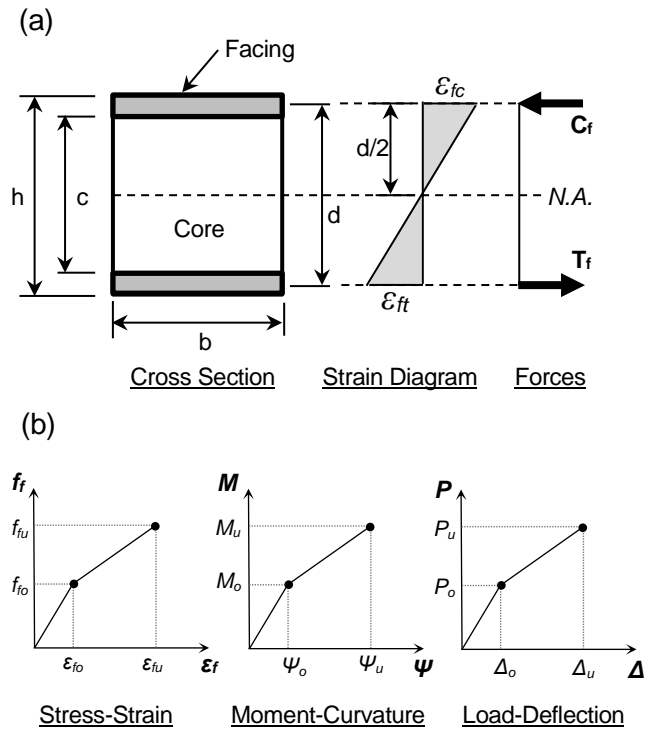 (a)
Facing
h
c
Core
b
d
d/2
εfc
εft
Cf
N.A.
Tf
Cross Section
Strain Diagram
Forces
(b)
ff
ffu
ffo
εfo
εfu
εf
Stress-Strain
M
Mu
Mo
Ψo
Ψu
Ψ
Moment-Curvature
P
Pu
Po
Δo
Δu
Δ
Load-Deflection